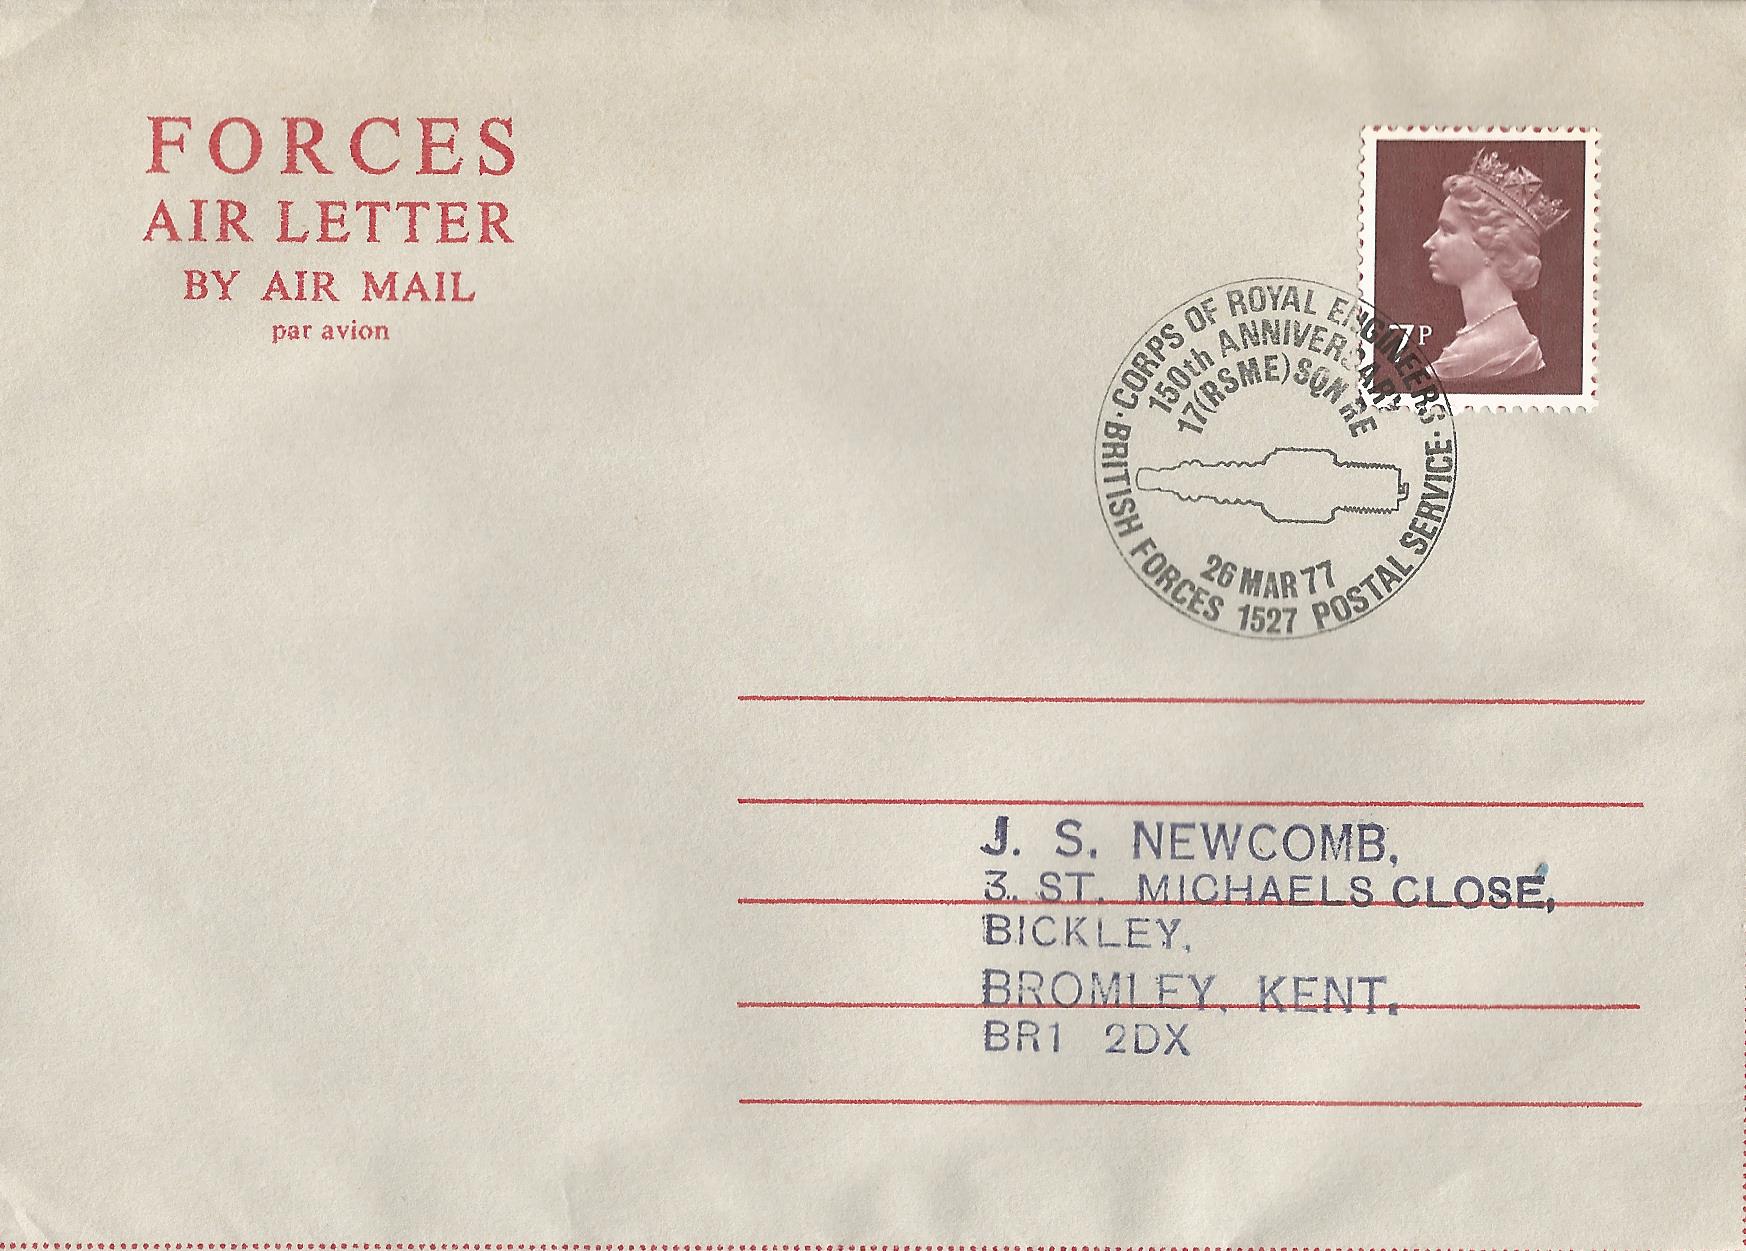 FORCES
AIR LETTER
BY AIR MAIL
par avion
7P
·CORPS OF ROYAL ENGINEERS·
150th ANNIVERSARY
17(RSME)SQN RE
26 MAR 77
BRITISH FORCES 1527 POSTAL SERVICE
J. S. NEWCOMB,
3. ST. MICHAELS CLOSE,
BICKLEY,
BROMLEY, KENT.
BR1 2DX